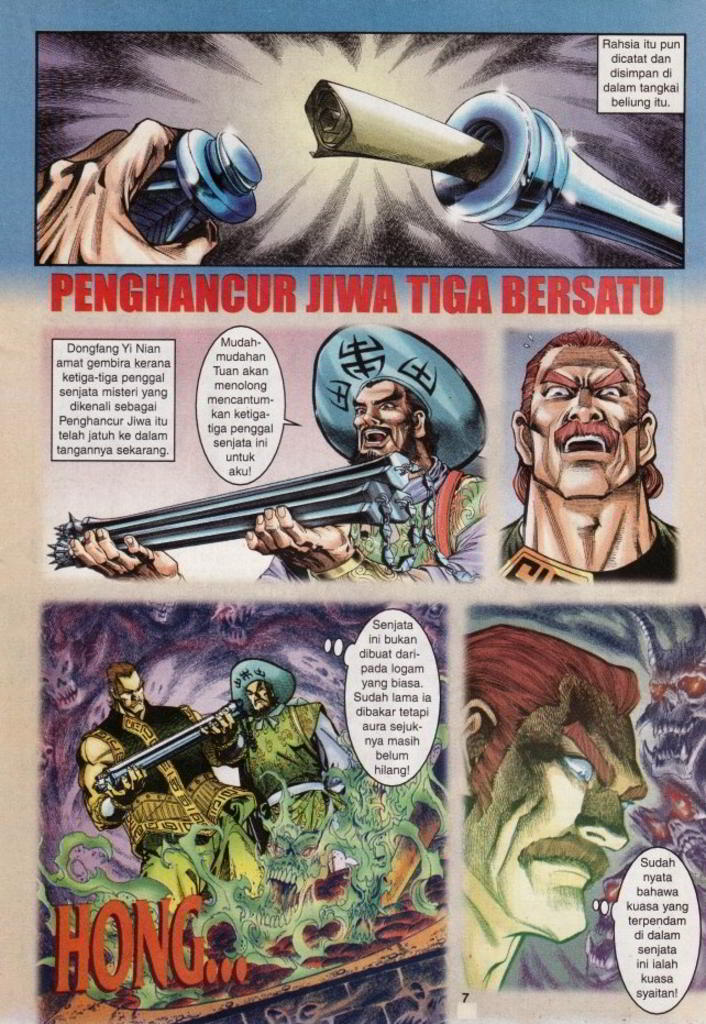 Rahsia itu pun
dicatat dan
disimpan di
dalam tangkai
beliung itu.
PENGHANCUR JIWA TIGA BERSATU
Dongfang Yi Nian
amat gembira kerana
ketiga-tiga penggal
senjata misteri yang
dikenali sebagai
Penghancur Jiwa itu
telah jatuh ke dalam
tangannya sekarang.
Mudah-
mudahan
Tuan akan
menolong
mencantum-
kan ketiga-
tiga penggal
senjata ini
untuk
aku!
Senjata
ini bukan
dibuat dari-
pada logam
yang biasa.
Sudah lama ia
dibakar tetapi
aura sejuk-
nya masih
belum
hilang!
HONG...
Sudah
nyata
bahawa
kuasa yang
terpendam
di dalam
senjata
ini ialah
kuasa
syaitan!
7